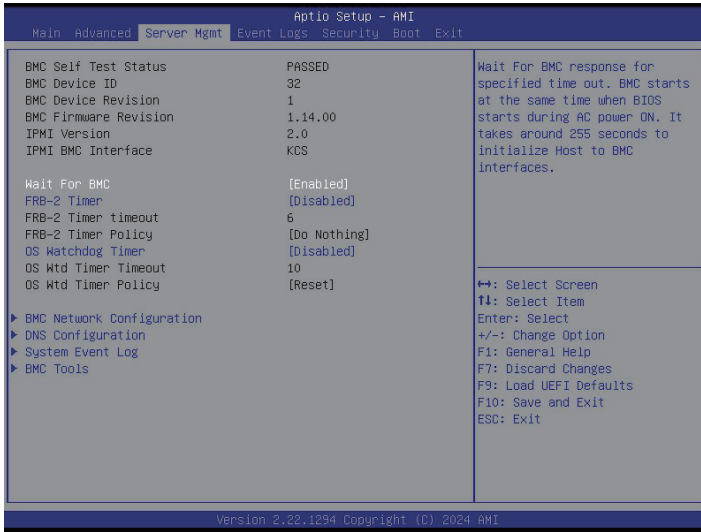 Aptio Setup – AMI
Main Advanced Server Mgmt Event Logs Security Boot Exit
BMC Self Test Status PASSED
BMC Device ID 32
BMC Device Revision 1
BMC Firmware Revision 1.14.00
IPMI Version 2.0
IPMI BMC Interface KCS
Wait For BMC [Enabled]
FRB-2 Timer [Disabled]
FRB-2 Timer timeout 6
FRB-2 Timer Policy [Do Nothing]
OS Watchdog Timer [Disabled]
OS Wtd Timer Timeout 10
OS Wtd Timer Policy [Reset]
▶ BMC Network Configuration
▶ DNS Configuration
▶ System Event Log
▶ BMC Tools
Wait For BMC response for
specified time out. BMC starts
at the same time when BIOS
starts during AC power ON. It
takes around 255 seconds to
initialize Host to BMC
interfaces.
↔: Select Screen
↑↓: Select Item
Enter: Select
+/-: Change Option
F1: General Help
F7: Discard Changes
F9: Load UEFI Defaults
F10: Save and Exit
ESC: Exit
Version 2.22.1294 Copyright (C) 2024 AMI